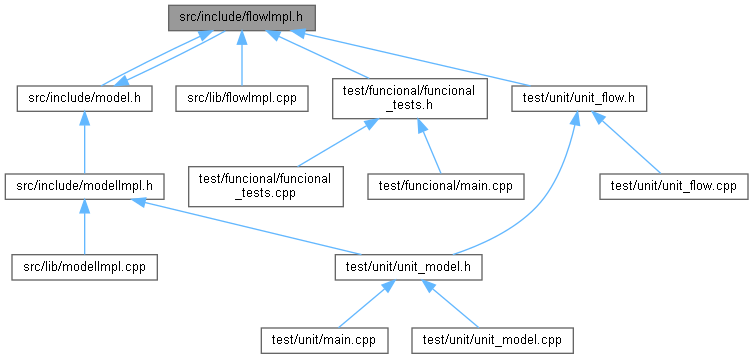 src/include/flowImpl.h
src/include/model.h
src/lib/flowImpl.cpp
test/funcional/funcional
_tests.h
test/unit/unit_flow.h
src/include/modelImpl.h
test/funcional/funcional
_tests.cpp
test/funcional/main.cpp
test/unit/unit_flow.cpp
src/lib/modelImpl.cpp
test/unit/unit_model.h
test/unit/main.cpp
test/unit/unit_model.cpp